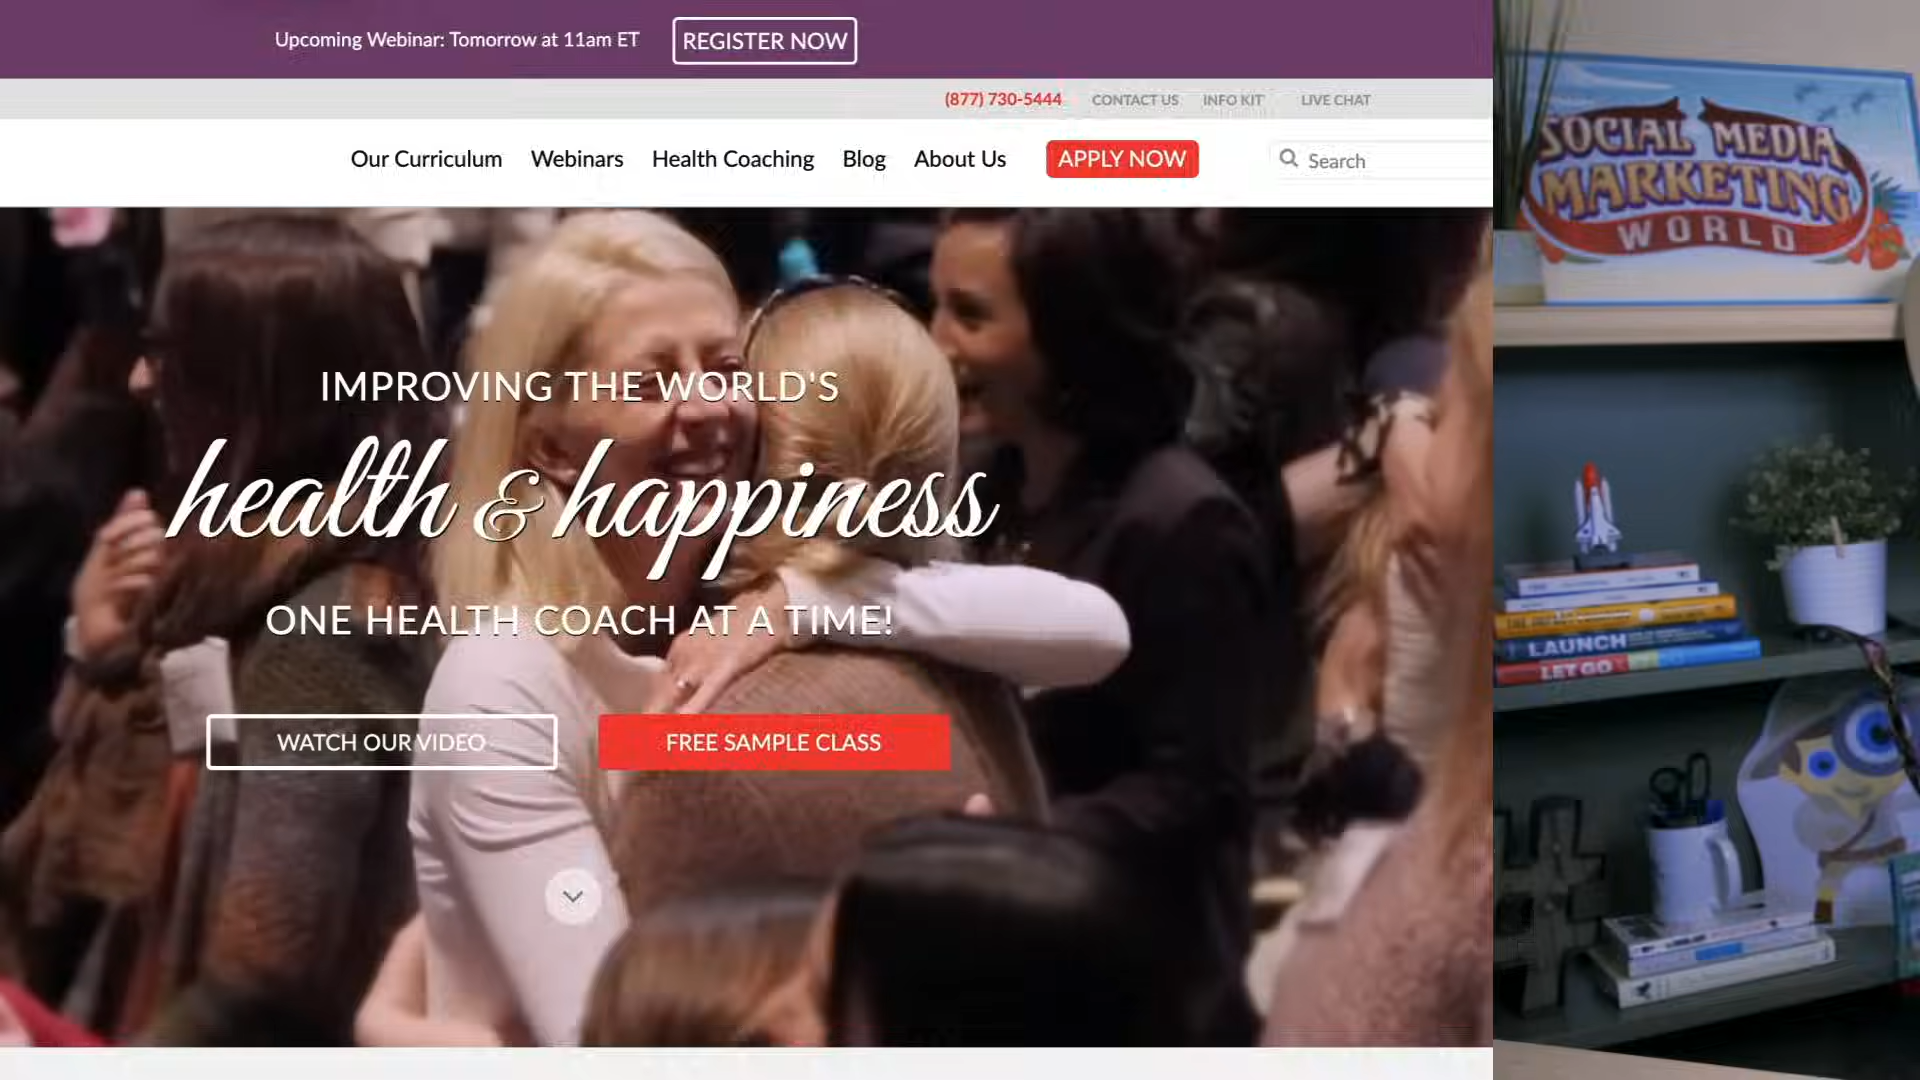 Upcoming Webinar: Tomorrow at 11am ET
REGISTER NOW
(877) 730-5444
CONTACT US
INFO KIT
LIVE CHAT
Our Curriculum
Webinars
Health Coaching
Blog
About Us
APPLY NOW
Search
IMPROVING THE WORLD'S
health & happiness
ONE HEALTH COACH AT A TIME!
WATCH OUR VIDEO
FREE SAMPLE CLASS
SOCIAL MEDIA
MARKETING
WORLD
LAUNCH
LET GO